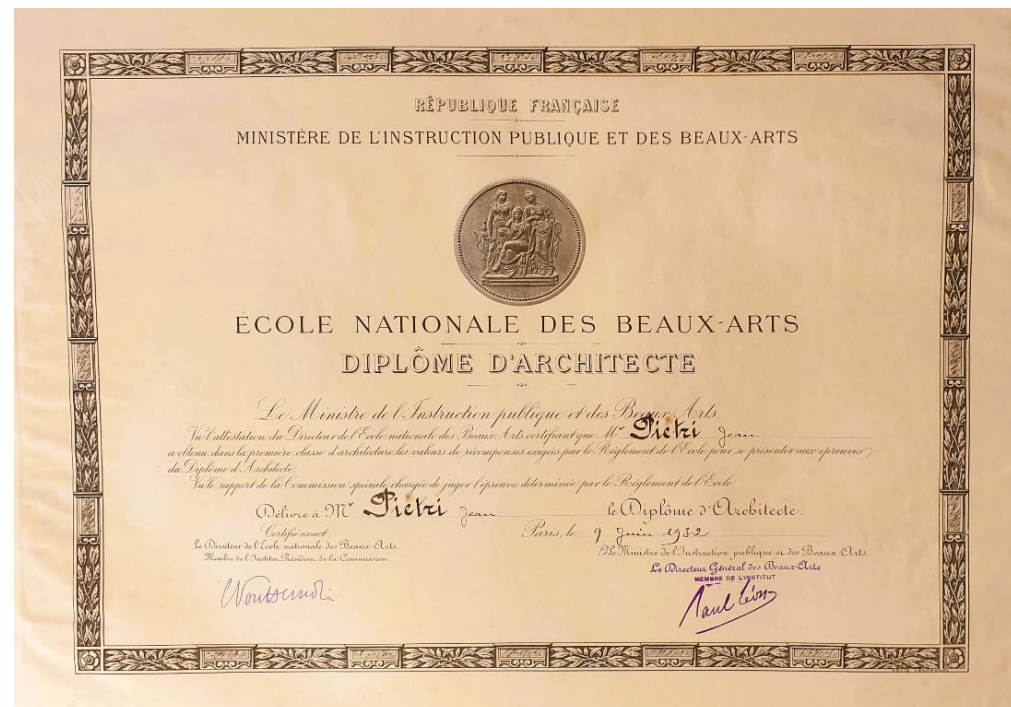 RÉPUBLIQUE FRANÇAISE
MINISTÈRE DE L'INSTRUCTION PUBLIQUE ET DES BEAUX-ARTS
ÉCOLE NATIONALE DES BEAUX-ARTS
DIPLÔME D'ARCHITECTE
Le Ministre de l'Instruction publique et des Beaux-Arts,
Vu l'attestation du Directeur de l'Ecole nationale des Beaux-Arts certifiant que Mr Pietri Jean
a obtenu, dans la première classe d'architecture, les valeurs de récompenses exigées par le Règlement de l'Ecole pour se présenter aux épreuves
du Diplôme d'Architecte;
Vu le rapport de la Commission spéciale chargée de juger l'épreuve déterminée par le Règlement de l'Ecole,
Délivre à Mr Pietri Jean le Diplôme d'Architecte.
Certifié exact Paris, le 9 Juin 1932
Le Directeur de l'Ecole nationale des Beaux-Arts. Le Ministre de l'Instruction publique et des Beaux-Arts.
Membre de l'Institut Président de la Commission
Le Directeur Général des Beaux-Arts
MEMBRE DE L'INSTITUT
Paul Léon